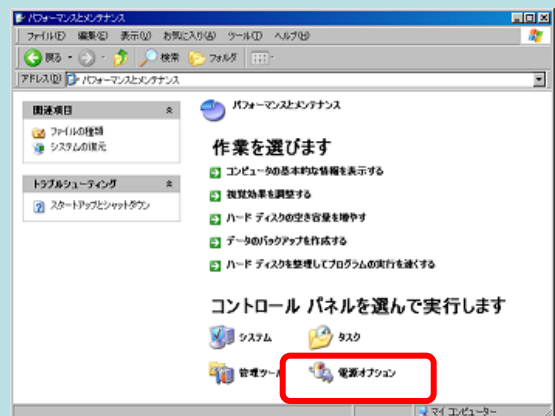 パフォーマンスとメンテナンス
ファイル(F) 編集(E) 表示(V) お気に入り(A) ツール(T) ヘルプ(H)
戻る 検索 フォルダ
アドレス(D) パフォーマンスとメンテナンス
関連項目
ファイルの種類
システムの復元
トラブルシューティング
スタートアップとシャットダウン
パフォーマンスとメンテナンス
作業を選びます
コンピュータの基本的な情報を表示する
視覚効果を調整する
ハード ディスクの空き容量を増やす
データのバックアップを作成する
ハード ディスクを整理してプログラムの実行を速くする
コントロール パネルを選んで実行します
システム タスク
管理ツール 電源オプション
マイ コンピューター